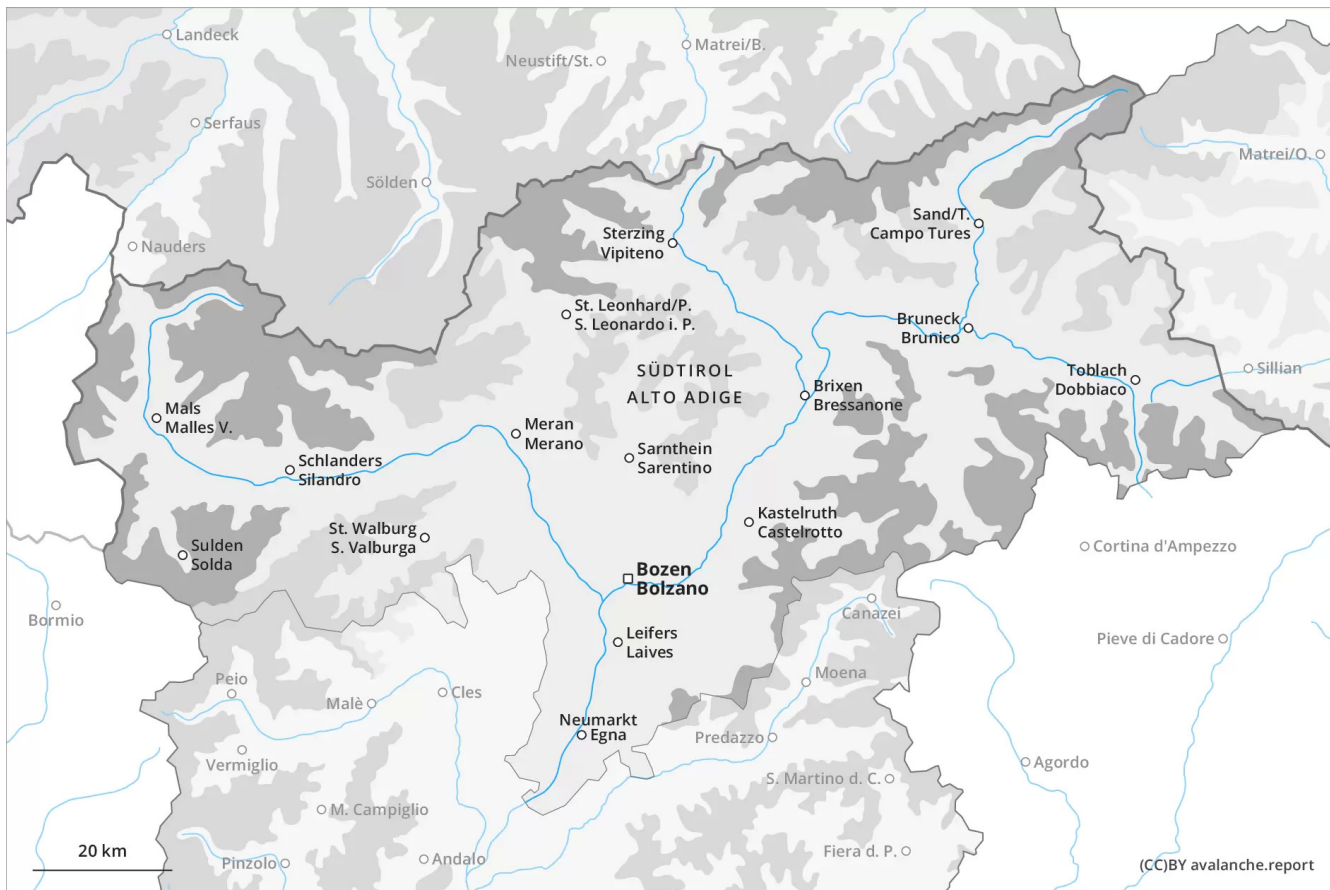 Landeck
Matrei/B.
Neustift/St.
Serfaus
Matrei/O.
Sölden
Sand/T.
Campo Tures
Nauders
Sterzing
Vipiteno
St. Leonhard/P.
S. Leonardo i. P.
Bruneck
Brunico
SÜDTIROL
ALTO ADIGE
Toblach
Dobbiaco
Sillian
Brixen
Bressanone
Mals
Malles V.
Meran
Merano
Sarnthein
Sarentino
Schlanders
Silandro
Kastelruth
Castelrotto
St. Walburg
S. Valburga
Sulden
Solda
Cortina d'Ampezzo
Bozen
Bolzano
Bormio
Canazei
Leifers
Laives
Pieve di Cadore
Peio
Moena
Malè
Cles
Neumarkt
Egna
Predazzo
Vermiglio
Agordo
S. Martino d. C.
M. Campiglio
20 km
Pinzolo
Andalo
Fiera d. P.
(CC)BY avalanche.report